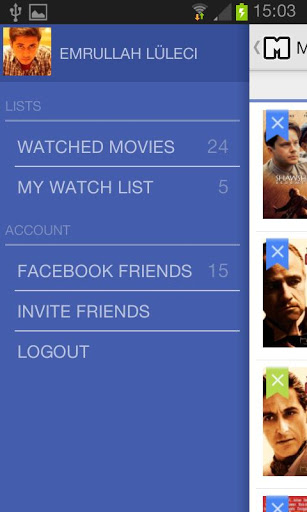 15:03
EMRULLAH LÜLECİ
M
LISTS
WATCHED MOVIES 24
MY WATCH LIST 5
ACCOUNT
FACEBOOK FRIENDS 15
INVITE FRIENDS
LOGOUT
SHAWSH